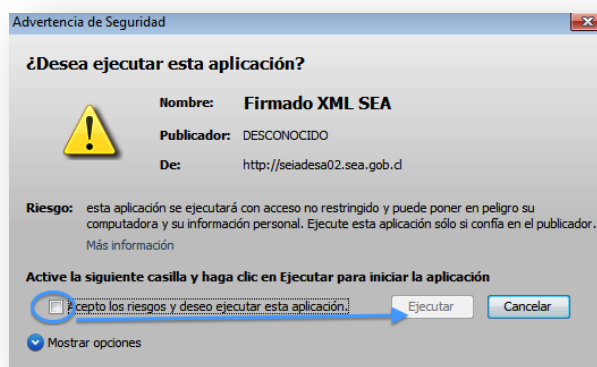 Advertencia de Seguridad
¿Desea ejecutar esta aplicación?
Nombre: Firmado XML SEA
Publicador: DESCONOCIDO
De: http://seiadesa02.sea.gob.cl
Riesgo: esta aplicación se ejecutará con acceso no restringido y puede poner en peligro su
computadora y su información personal. Ejecute esta aplicación sólo si confía en el publicador.
Más información
Active la siguiente casilla y haga clic en Ejecutar para iniciar la aplicación
Acepto los riesgos y deseo ejecutar esta aplicación. Ejecutar Cancelar
Mostrar opciones